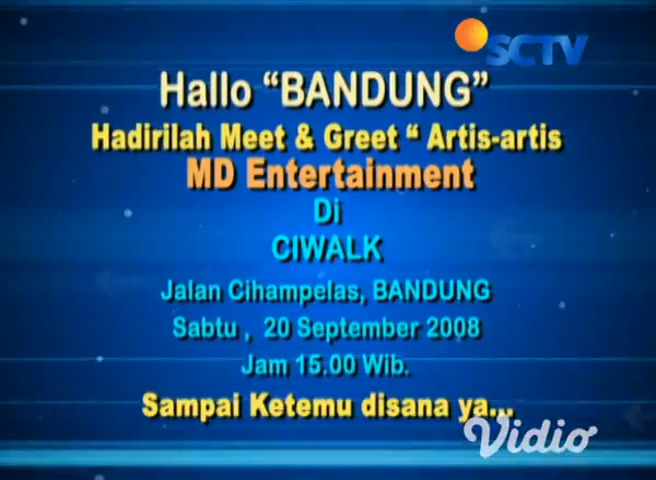 SCTV
Hallo “BANDUNG”
Hadirilah Meet & Greet “ Artis-artis
MD Entertainment
Di
CIWALK
Jalan Cihampelas, BANDUNG
Sabtu , 20 September 2008
Jam 15.00 Wib.
Sampai Ketemu disana ya...
Vidio